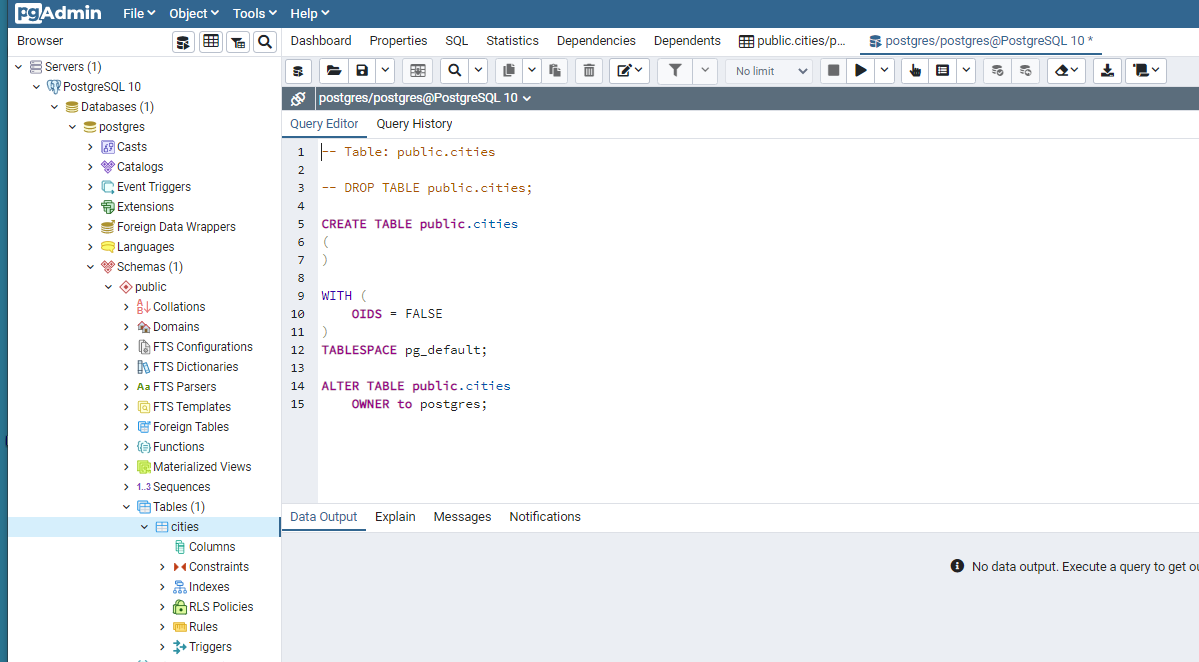 pgAdmin File Object Tools Help
Browser
Dashboard Properties SQL Statistics Dependencies Dependents public.cities/p... postgres/postgres@PostgreSQL 10 *
No limit
postgres/postgres@PostgreSQL 10
Query Editor Query History
Servers (1)
PostgreSQL 10
Databases (1)
postgres
Casts
Catalogs
Event Triggers
Extensions
Foreign Data Wrappers
Languages
Schemas (1)
public
Collations
Domains
FTS Configurations
FTS Dictionaries
Aa FTS Parsers
FTS Templates
Foreign Tables
Functions
Materialized Views
1..3 Sequences
Tables (1)
cities
Columns
Constraints
Indexes
RLS Policies
Rules
Triggers
1 -- Table: public.cities
2
3 -- DROP TABLE public.cities;
4
5 CREATE TABLE public.cities
6 (
7 )
8
9 WITH (
10 OIDS = FALSE
11 )
12 TABLESPACE pg_default;
13
14 ALTER TABLE public.cities
15 OWNER to postgres;
Data Output Explain Messages Notifications
No data output. Execute a query to get ou